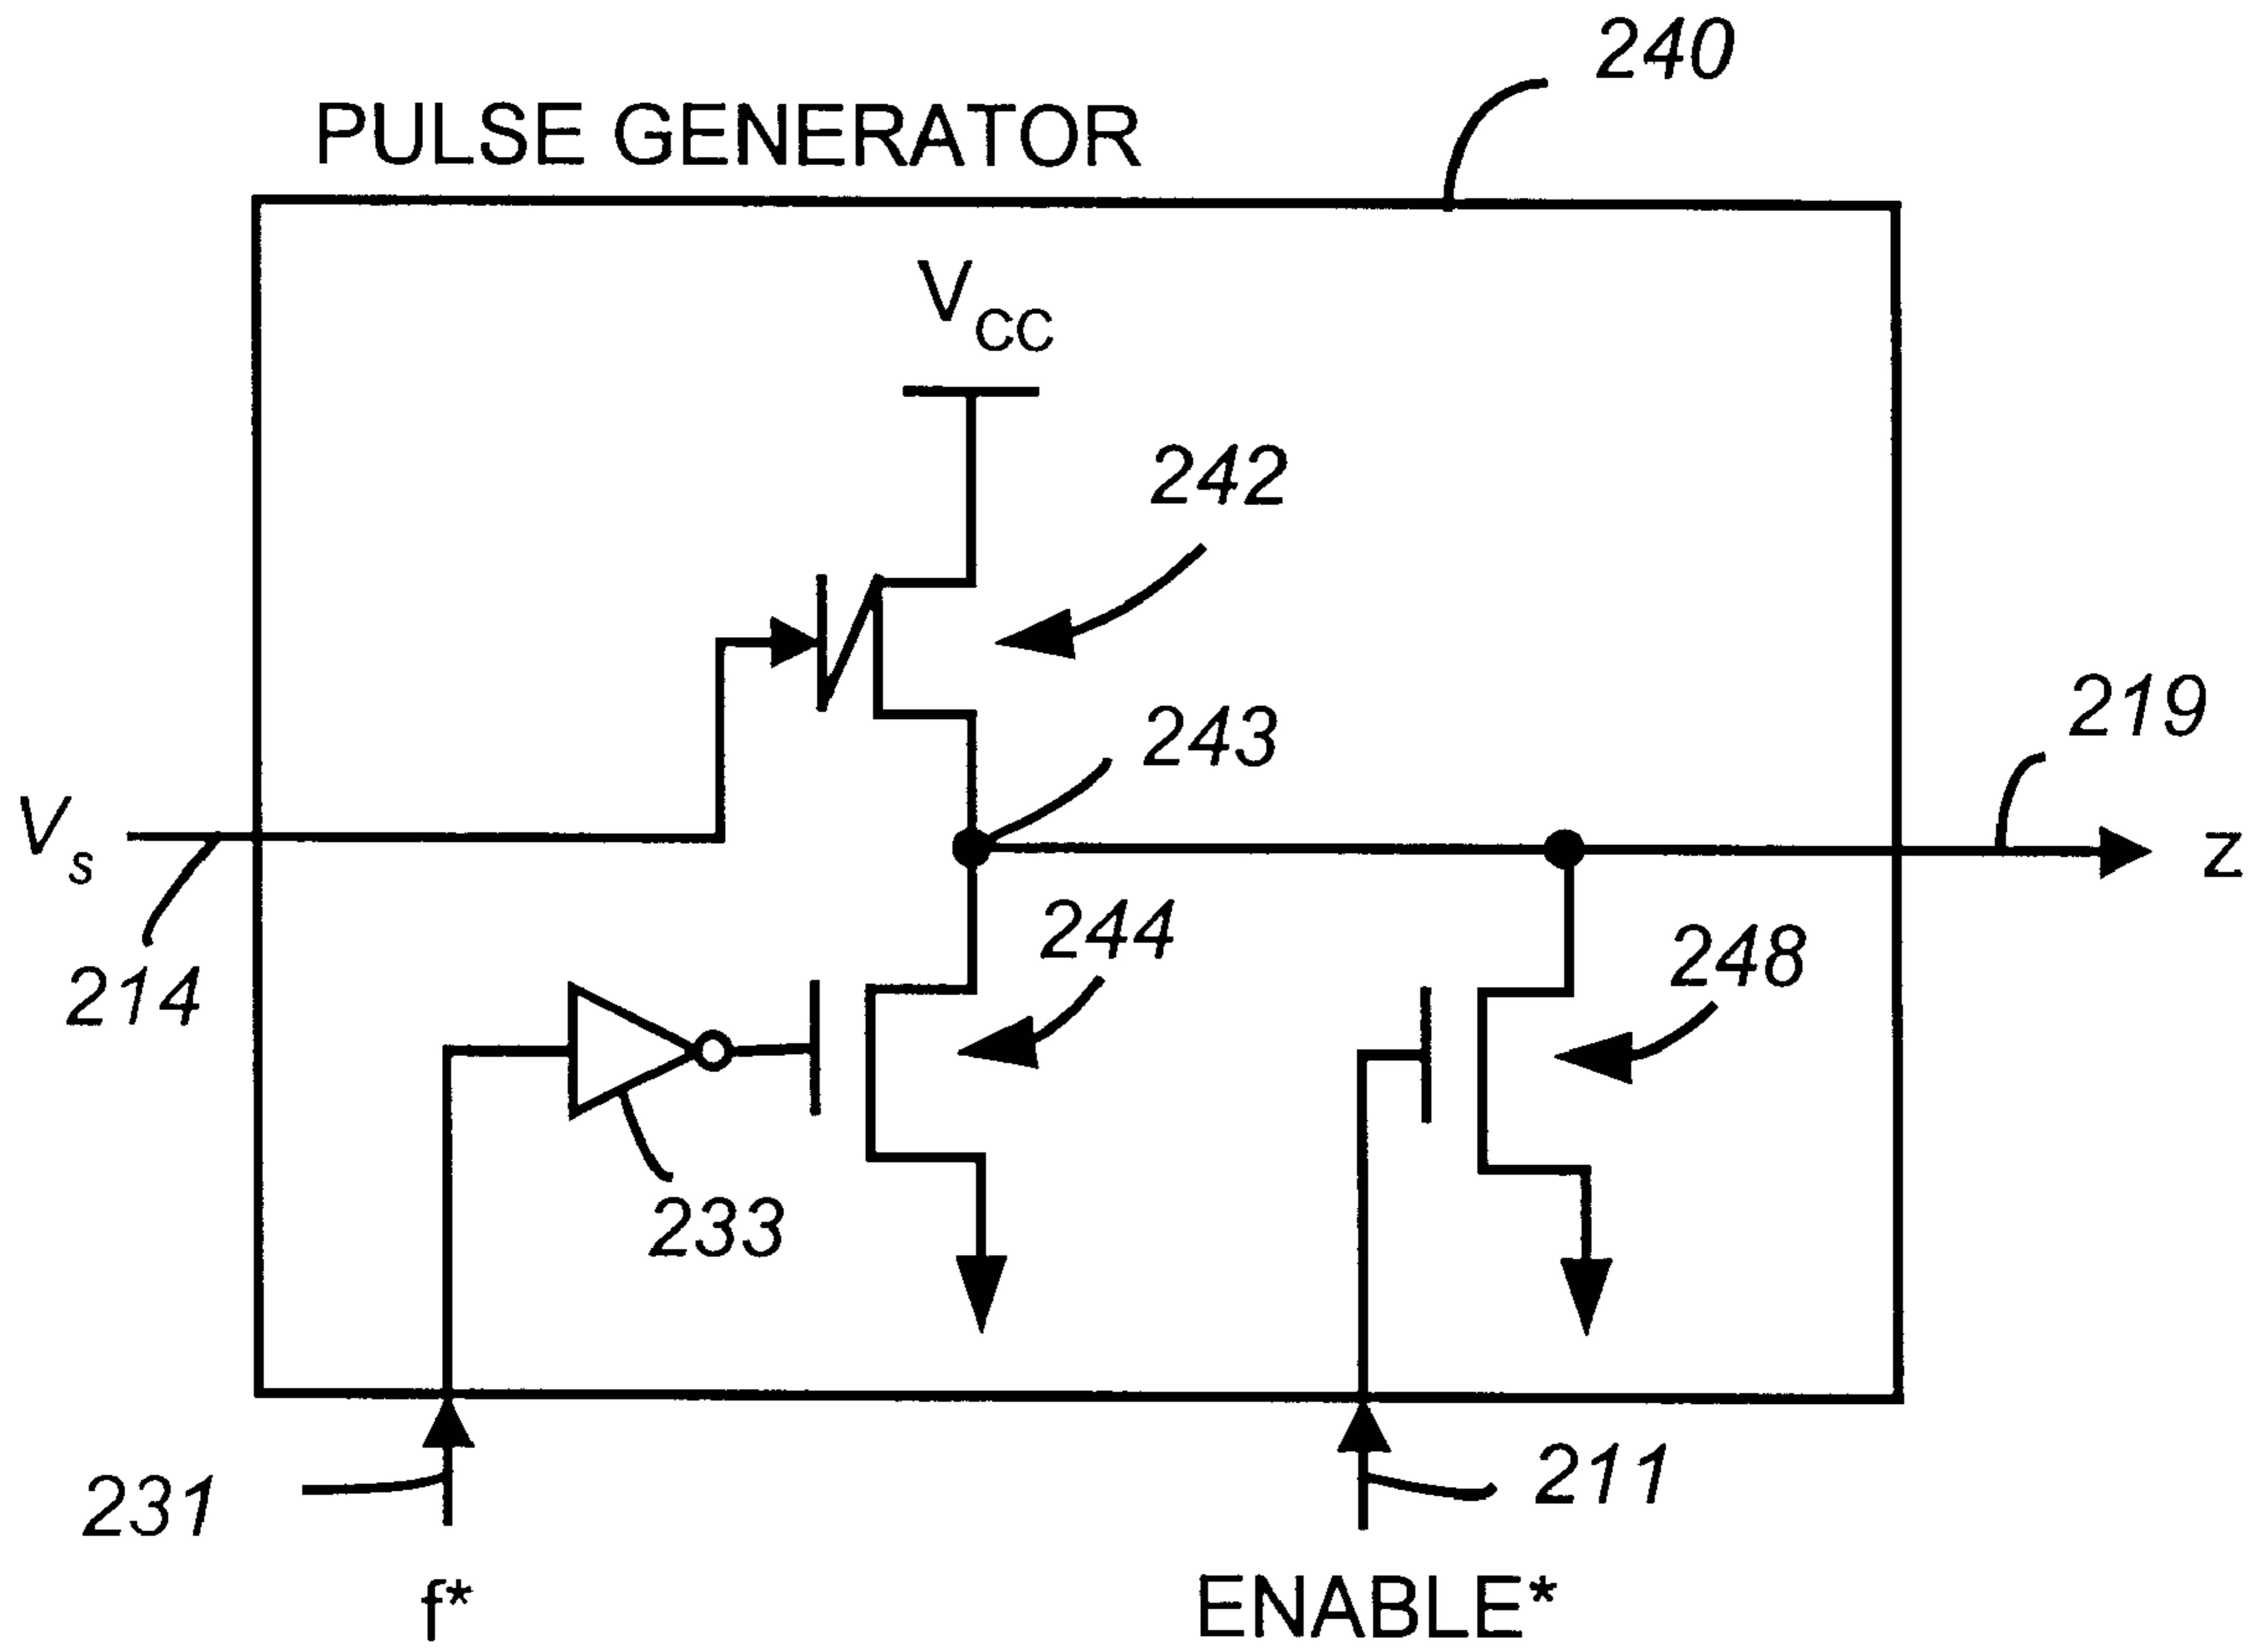 240
PULSE GENERATOR
VCC
242
243
219
Vs
z
214
244
248
233
231
211
f*
ENABLE*